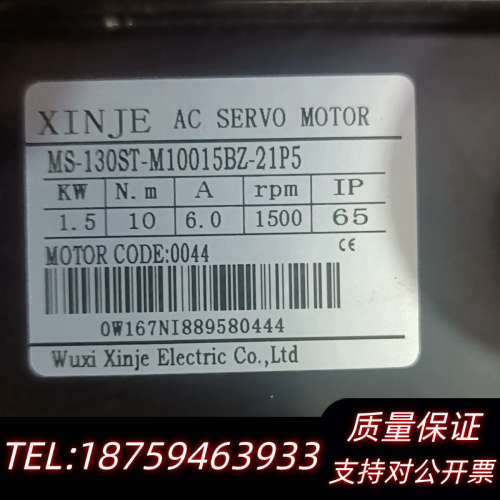 XINJE AC SERVO MOTOR
MS-130ST-M10015BZ-21P5
KW N.m A rpm IP
1.5 10 6.0 1500 65
MOTOR CODE:0044 CE
0W167NI889580444
Wuxi Xinje Electric Co.,Ltd
质量保证
TEL:18759463933 支持对公开票